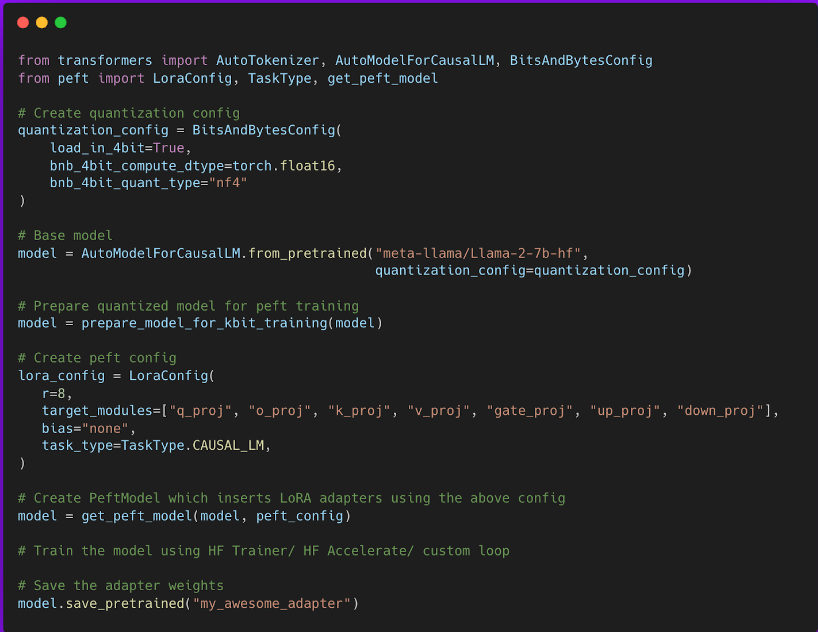 from transformers import AutoTokenizer, AutoModelForCausalLM, BitsAndBytesConfig
from peft import LoraConfig, TaskType, get_peft_model

# Create quantization config
quantization_config = BitsAndBytesConfig(
    load_in_4bit=True,
    bnb_4bit_compute_dtype=torch.float16,
    bnb_4bit_quant_type="nf4"
)

# Base model
model = AutoModelForCausalLM.from_pretrained("meta-llama/Llama-2-7b-hf",
                                             quantization_config=quantization_config)

# Prepare quantized model for peft training
model = prepare_model_for_kbit_training(model)

# Create peft config
lora_config = LoraConfig(
   r=8,
   target_modules=["q_proj", "o_proj", "k_proj", "v_proj", "gate_proj", "up_proj", "down_proj"],
   bias="none",
   task_type=TaskType.CAUSAL_LM,
)

# Create PeftModel which inserts LoRA adapters using the above config
model = get_peft_model(model, peft_config)

# Train the model using HF Trainer/ HF Accelerate/ custom loop

# Save the adapter weights
model.save_pretrained("my_awesome_adapter")